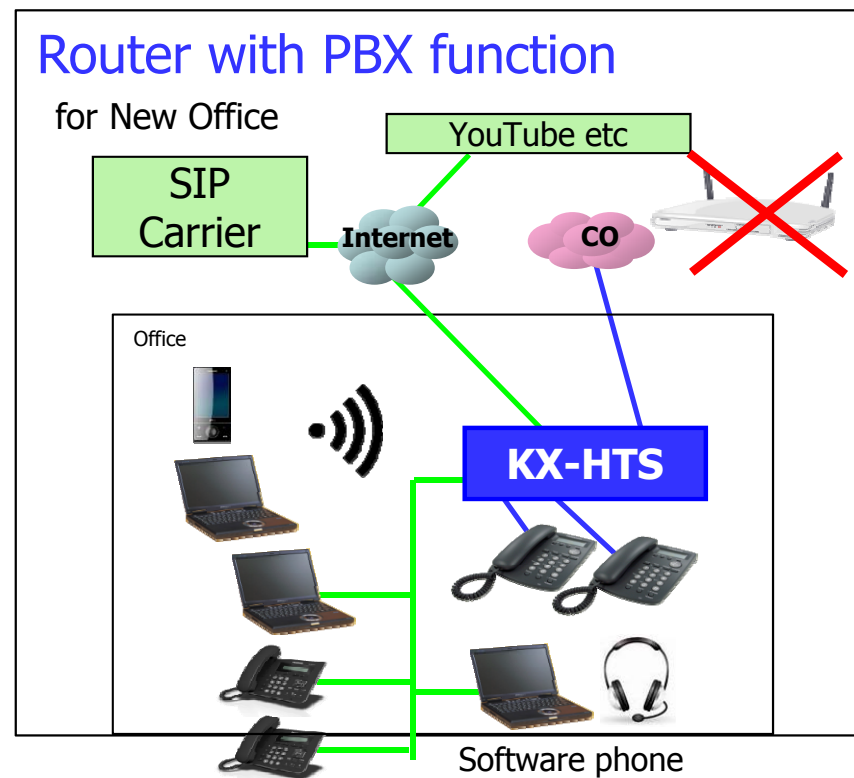 Router with PBX function
for New Office
YouTube etc
SIP
Carrier
Internet
CO
Office
KX-HTS
Software phone